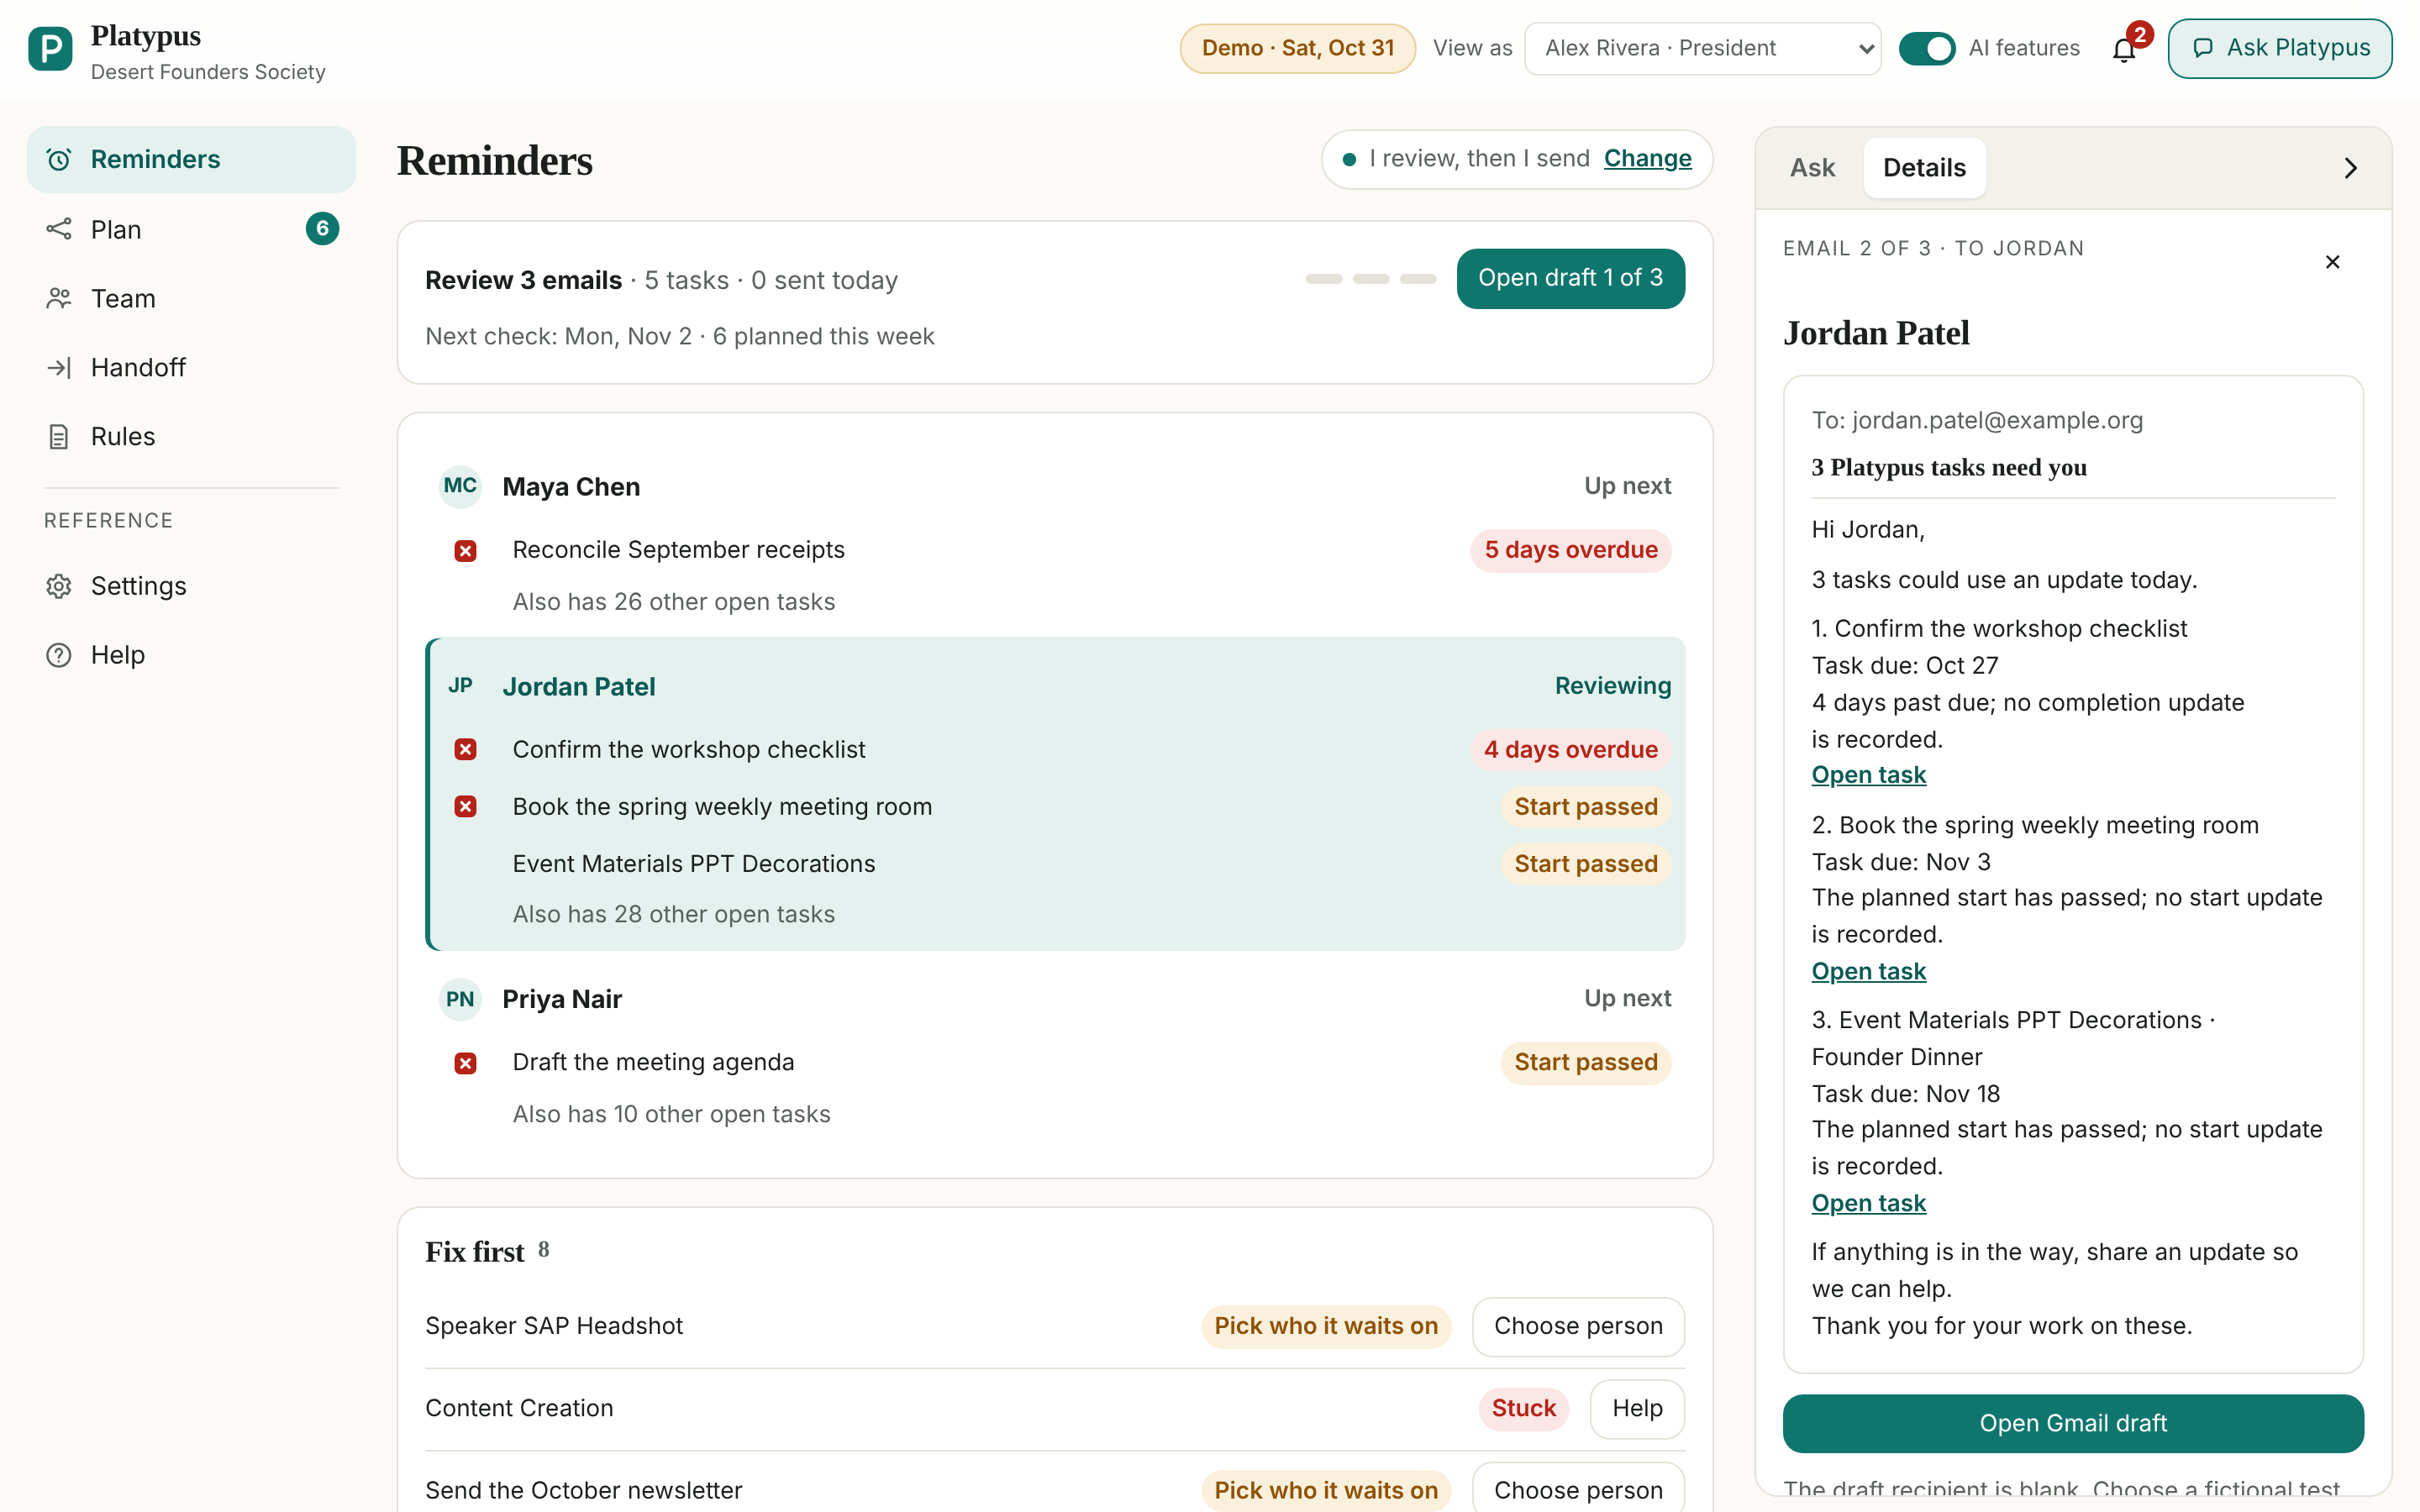 P
Platypus
Desert Founders Society
Demo · Sat, Oct 31
View as
Alex Rivera · President
AI features
2
Ask Platypus
Reminders
Plan
6
Team
Handoff
Rules
REFERENCE
Settings
Help
Reminders
I review, then I send Change
Review 3 emails · 5 tasks · 0 sent today
Open draft 1 of 3
Next check: Mon, Nov 2 · 6 planned this week
MC
Maya Chen
Up next
Reconcile September receipts
5 days overdue
Also has 26 other open tasks
JP
Jordan Patel
Reviewing
Confirm the workshop checklist
4 days overdue
Book the spring weekly meeting room
Start passed
Event Materials PPT Decorations
Start passed
Also has 28 other open tasks
PN
Priya Nair
Up next
Draft the meeting agenda
Start passed
Also has 10 other open tasks
Fix first 8
Speaker SAP Headshot
Pick who it waits on
Choose person
Content Creation
Stuck
Help
Send the October newsletter
Pick who it waits on
Choose person
Ask
Details
EMAIL 2 OF 3 · TO JORDAN
Jordan Patel
To: jordan.patel@example.org
3 Platypus tasks need you
Hi Jordan,
3 tasks could use an update today.
1. Confirm the workshop checklist
Task due: Oct 27
4 days past due; no completion update
is recorded.
Open task
2. Book the spring weekly meeting room
Task due: Nov 3
The planned start has passed; no start update
is recorded.
Open task
3. Event Materials PPT Decorations ·
Founder Dinner
Task due: Nov 18
The planned start has passed; no start update
is recorded.
Open task
If anything is in the way, share an update so
we can help.
Thank you for your work on these.
Open Gmail draft
The draft recipient is blank. Choose a fictional test